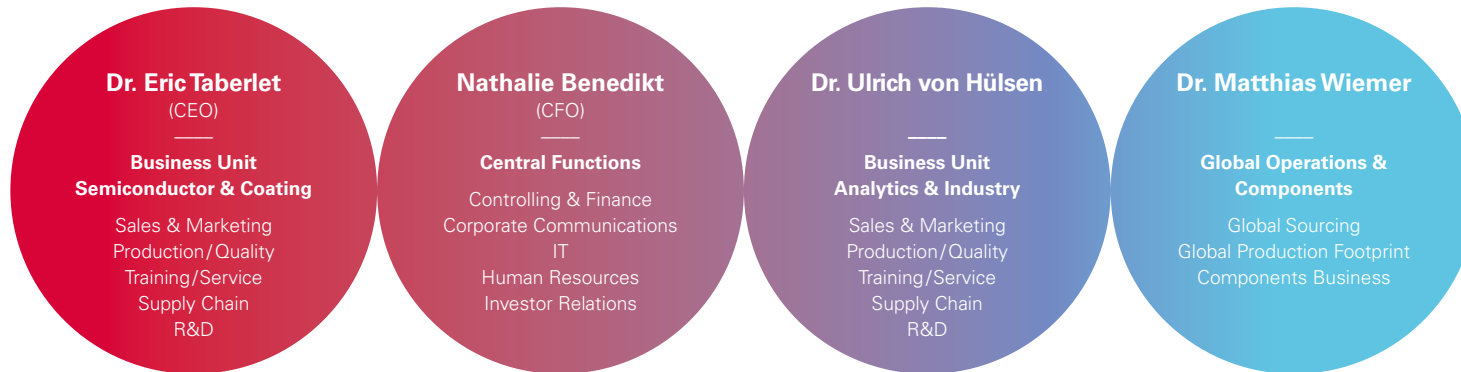 Dr. Eric Taberlet
(CEO)
Business Unit
Semiconductor & Coating
Sales & Marketing
Production/Quality
Training/Service
Supply Chain
R&D
Nathalie Benedikt
(CFO)
Central Functions
Controlling & Finance
Corporate Communications
IT
Human Resources
Investor Relations
Dr. Ulrich von Hülsen
Business Unit
Analytics & Industry
Sales & Marketing
Production/Quality
Training/Service
Supply Chain
R&D
Dr. Matthias Wiemer
Global Operations &
Components
Global Sourcing
Global Production Footprint
Components Business